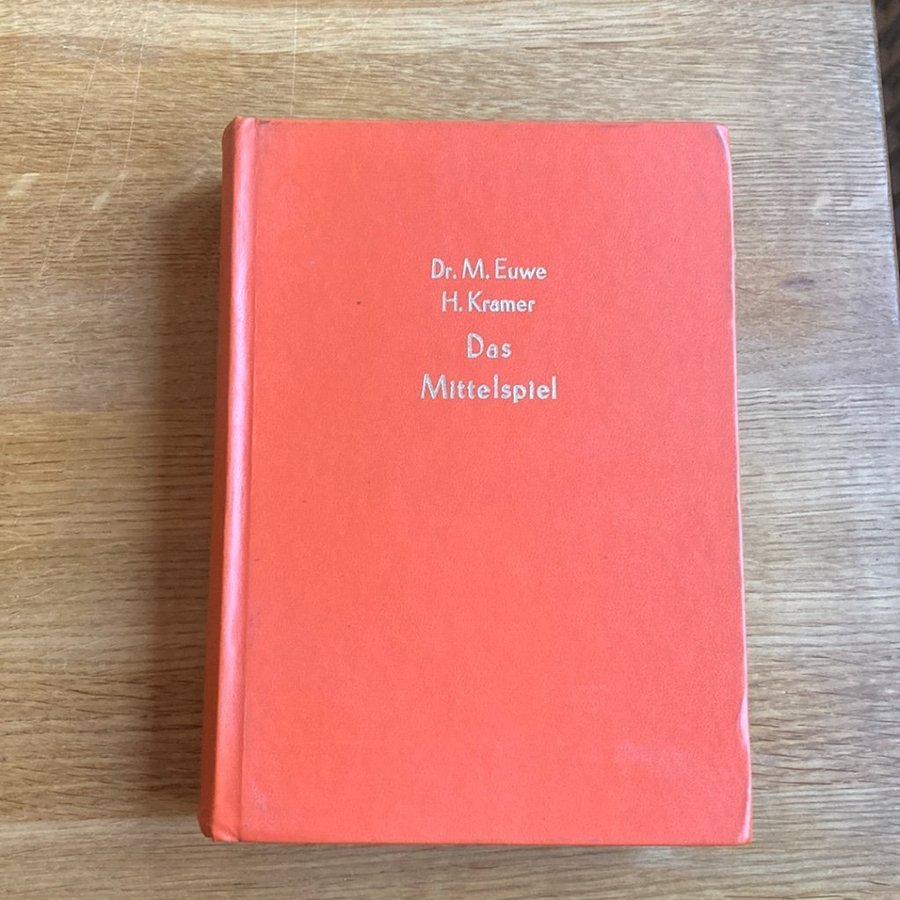 Dr. M. Euwe
H. Kramer
Das
Mittelspiel